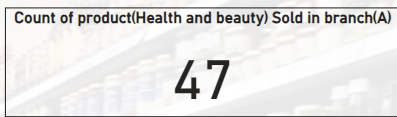 Count of product(Health and beauty) Sold in branch(A)
47